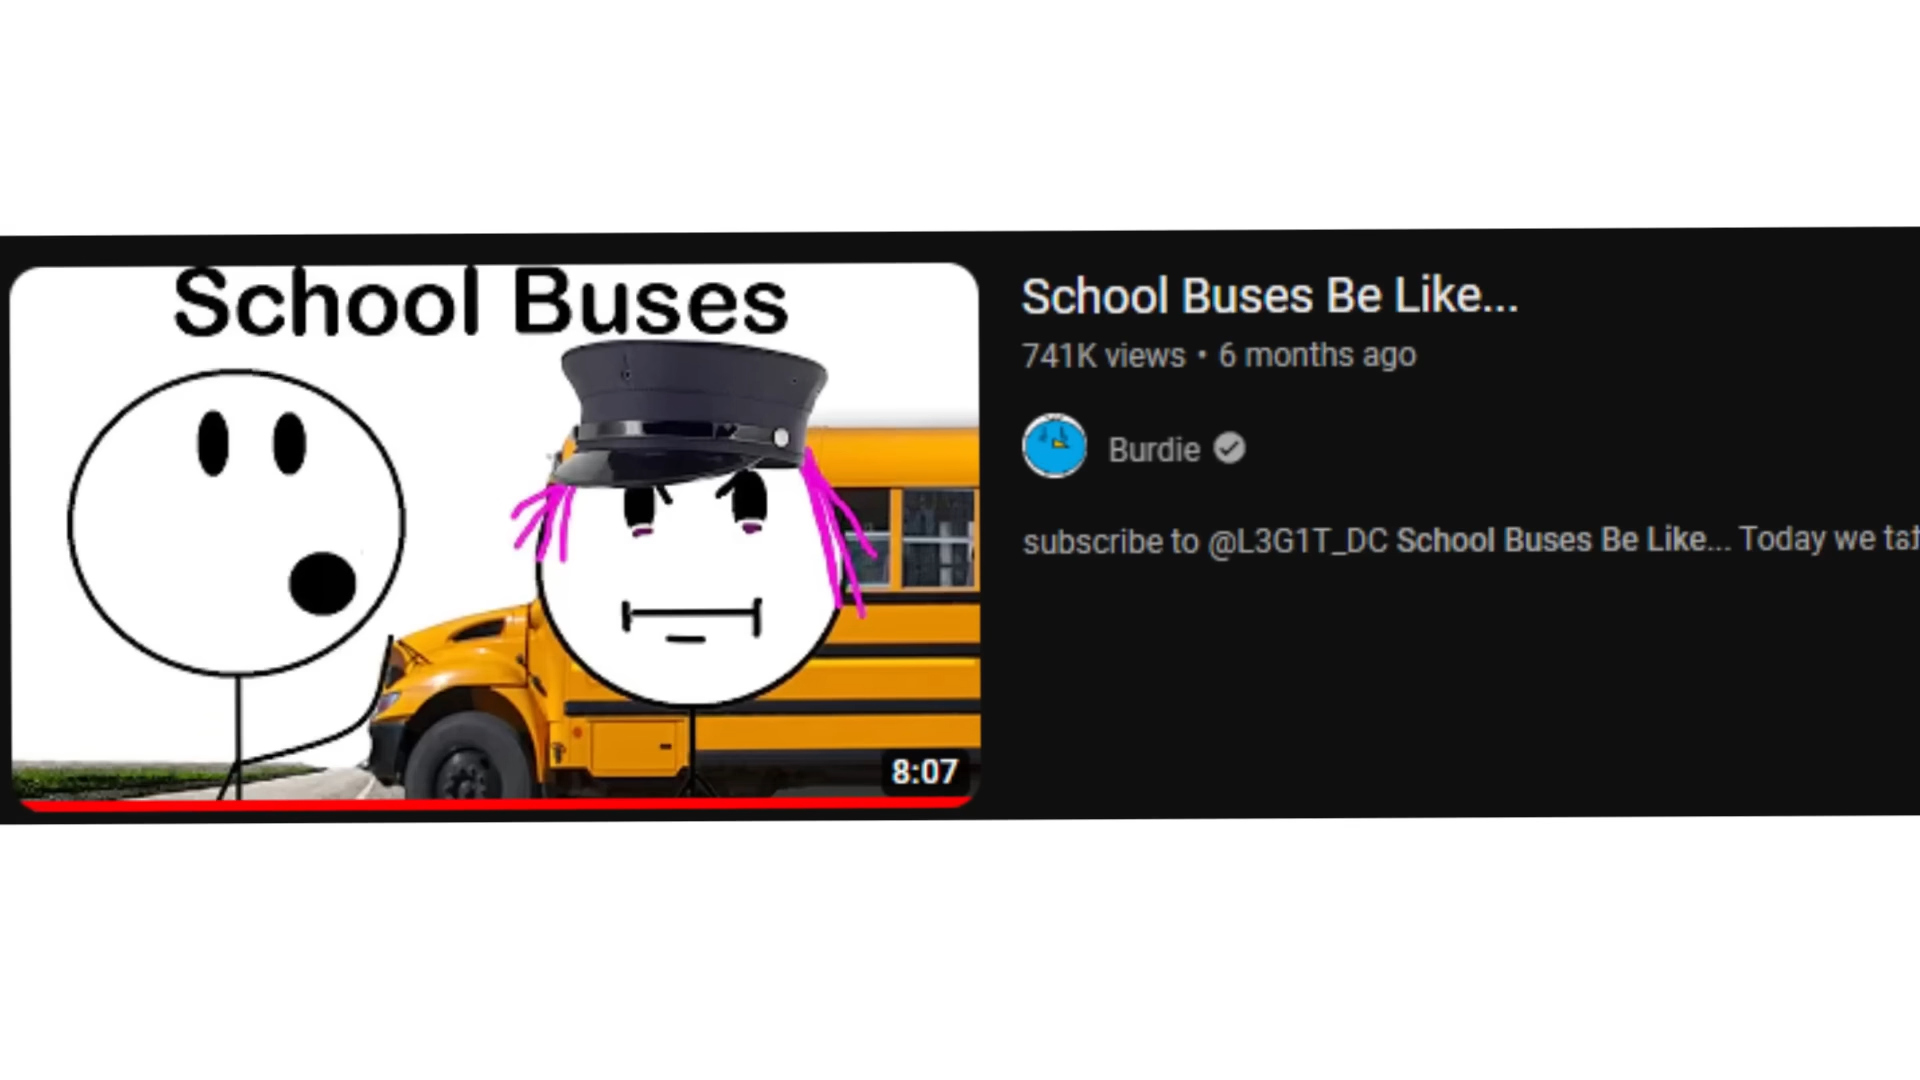 School Buses
8:07
School Buses Be Like...
741K views • 6 months ago
Burdie
subscribe to @L3G1T_DC School Buses Be Like... Today we